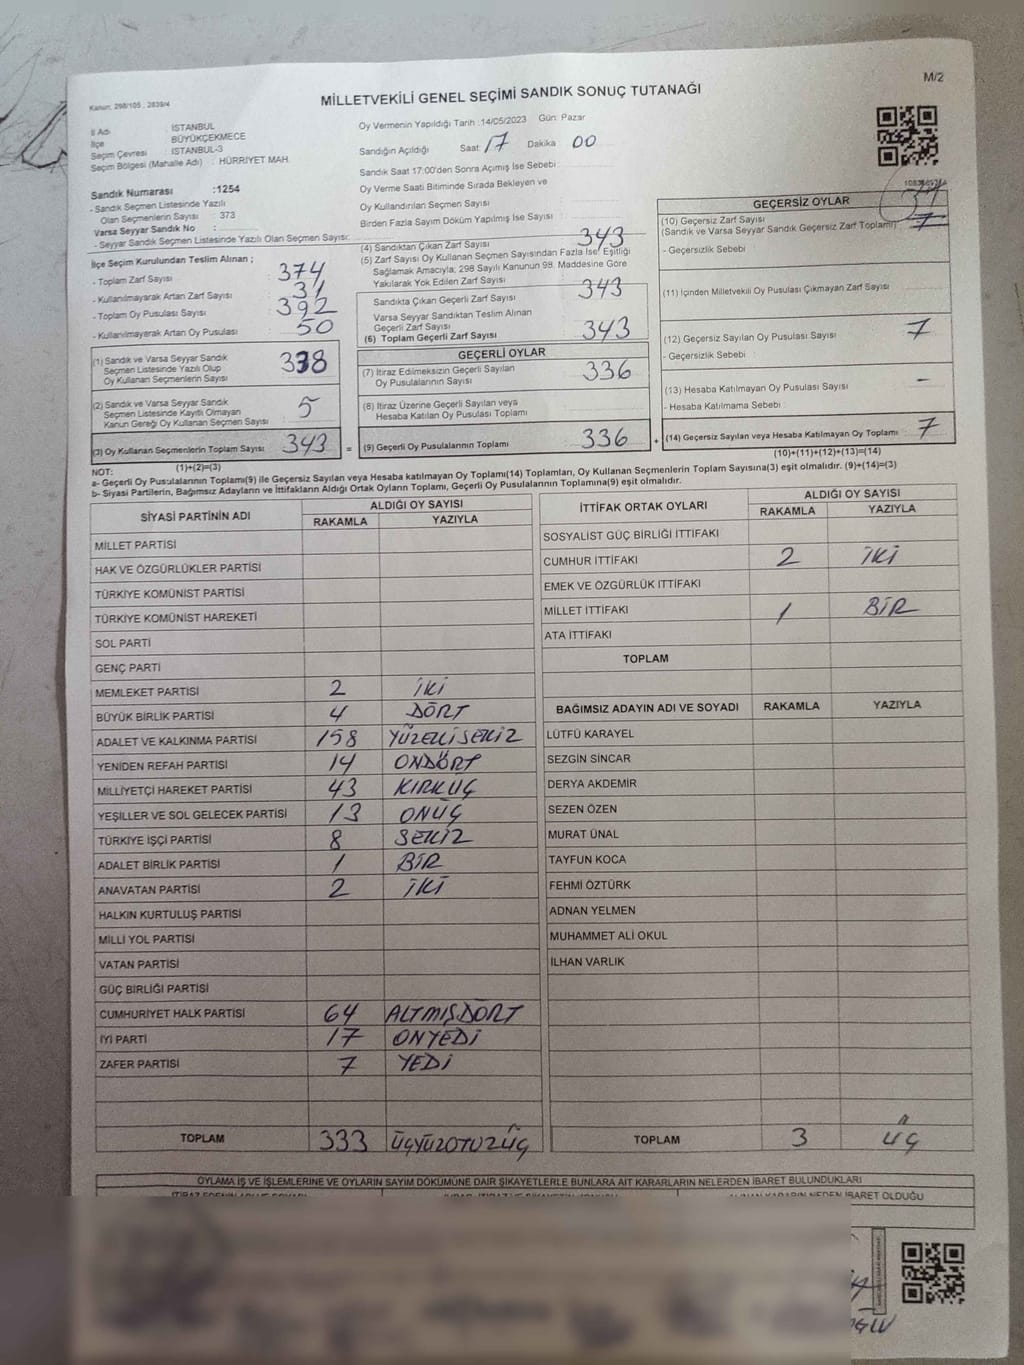 M/2
Kanun: 298/105 , 2839/4
MİLLETVEKİLİ GENEL SEÇİMİ SANDIK SONUÇ TUTANAĞI
İl Adı İSTANBUL
İlçe BÜYÜKÇEKMECE
Seçim Çevresi İSTANBUL-3
Seçim Bölgesi (Mahalle Adı) : HÜRRİYET MAH.
Sandık Numarası :1254
- Sandık Seçmen Listesinde Yazılı
Olan Seçmenlerin Sayısı : 373
Varsa Seyyar Sandık No :
- Seyyar Sandık Seçmen Listesinde Yazılı Olan Seçmen Sayısı:
Oy Vermenin Yapıldığı Tarih :14/05/2023 Gün: Pazar
Sandığın Açıldığı Saat: 17 Dakika 00
Sandık Saat 17:00'den Sonra Açımış İse Sebebi :
Oy Verme Saati Bitiminde Sırada Bekleyen ve
Oy Kullandırılan Seçmen Sayısı
Birden Fazla Sayım Döküm Yapılmış İse Sayısı :
İlçe Seçim Kurulundan Teslim Alınan ;
- Toplam Zarf Sayısı : 374
- Kullanılmayarak Artan Zarf Sayısı : 31
- Toplam Oy Pusulası Sayısı : 392
- Kullanılmayarak Artan Oy Pusulası : 50
(1) Sandık ve Varsa Seyyar Sandık
Seçmen Listesinde Yazılı Olup
Oy Kullanan Seçmenlerin Sayısı : 338
(2) Sandık ve Varsa Seyyar Sandık
Seçmen Listesinde Kayıtlı Olmayan
Kanun Gereği Oy Kullanan Seçmen Sayısı : 5
(3) Oy Kullanan Seçmenlerin Toplam Sayısı : 343 =
(1)+(2)=(3)
(4) Sandıktan Çıkan Zarf Sayısı : 343
(5) Zarf Sayısı Oy Kullanan Seçmen Sayısından Fazla İse; Eşitliği
Sağlamak Amacıyla; 298 Sayılı Kanunun 98. Maddesine Göre
Yakılarak Yok Edilen Zarf Sayısı :
Sandıkta Çıkan Geçerli Zarf Sayısı : 343
Varsa Seyyar Sandıktan Teslim Alınan
Geçerli Zarf Sayısı :
(6) Toplam Geçerli Zarf Sayısı : 343
GEÇERLİ OYLAR
(7) İtiraz Edilmeksizin Geçerli Sayılan
Oy Pusulalarının Sayısı : 336
(8) İtiraz Üzerine Geçerli Sayılan veya
Hesaba Katılan Oy Pusulası Toplamı :
(9) Geçerli Oy Pusulalarının Toplamı : 336 +
GEÇERSİZ OYLAR
(10) Geçersiz Zarf Sayısı
(Sandık ve Varsa Seyyar Sandık Geçersiz Zarf Toplamı) : 7
- Geçersizlik Sebebi :
(11) İçinden Milletvekili Oy Pusulası Çıkmayan Zarf Sayısı :
(12) Geçersiz Sayılan Oy Pusulası Sayısı : 7
- Geçersizlik Sebebi :
(13) Hesaba Katılmayan Oy Pusulası Sayısı : -
- Hesaba Katılmama Sebebi :
(14) Geçersiz Sayılan veya Hesaba Katılmayan Oy Toplamı : 7
(10)+(11)+(12)+(13)=(14)
NOT:
a- Geçerli Oy Pusulalarının Toplamı(9) ile Geçersiz Sayılan veya Hesaba katılmayan Oy Toplamı(14) Toplamları, Oy Kullanan Seçmenlerin Toplam Sayısına(3) eşit olmalıdır. (9)+(14)=(3)
b- Siyasi Partilerin, Bağımsız Adayların ve İttifakların Aldığı Ortak Oyların Toplamı, Geçerli Oy Pusulalarının Toplamına(9) eşit olmalıdır.
SİYASİ PARTİNİN ADI ALDIĞI OY SAYISI
RAKAMLA YAZIYLA
MİLLET PARTİSİ
HAK VE ÖZGÜRLÜKLER PARTİSİ
TÜRKİYE KOMÜNİST PARTİSİ
TÜRKİYE KOMÜNİST HAREKETİ
SOL PARTİ
GENÇ PARTİ
MEMLEKET PARTİSİ 2 İKİ
BÜYÜK BİRLİK PARTİSİ 4 DÖRT
ADALET VE KALKINMA PARTİSİ 158 YÜZELLİSEKİZ
YENİDEN REFAH PARTİSİ 14 ONDÖRT
MİLLİYETÇİ HAREKET PARTİSİ 43 KIRKÜÇ
YEŞİLLER VE SOL GELECEK PARTİSİ 13 ONÜÇ
TÜRKİYE İŞÇİ PARTİSİ 8 SEKİZ
ADALET BİRLİK PARTİSİ 1 BİR
ANAVATAN PARTİSİ 2 İKİ
HALKIN KURTULUŞ PARTİSİ
MİLLİ YOL PARTİSİ
VATAN PARTİSİ
GÜÇ BİRLİĞİ PARTİSİ
CUMHURİYET HALK PARTİSİ 64 ALTMIŞDÖRT
İYİ PARTİ 17 ONYEDİ
ZAFER PARTİSİ 7 YEDİ
TOPLAM 333 ÜÇYÜZOTUZÜÇ
İTTİFAK ORTAK OYLARI ALDIĞI OY SAYISI
RAKAMLA YAZIYLA
SOSYALİST GÜÇ BİRLİĞİ İTTİFAKI
CUMHUR İTTİFAKI 2 İKİ
EMEK VE ÖZGÜRLÜK İTTİFAKI
MİLLET İTTİFAKI 1 BİR
ATA İTTİFAKI
TOPLAM
BAĞIMSIZ ADAYIN ADI VE SOYADI RAKAMLA YAZIYLA
LÜTFÜ KARAYEL
SEZGİN SİNCAR
DERYA AKDEMİR
SEZEN ÖZEN
MURAT ÜNAL
TAYFUN KOCA
FEHMİ ÖZTÜRK
ADNAN YELMEN
MUHAMMET ALİ OKUL
İLHAN VARLIK
TOPLAM 3 ÜÇ
OYLAMA İŞ VE İŞLEMLERİNE VE OYLARIN SAYIM DÖKÜMÜNE DAİR ŞİKAYETLERLE BUNLARA AİT KARARLARIN NELERDEN İBARET BULUNDUKLARI